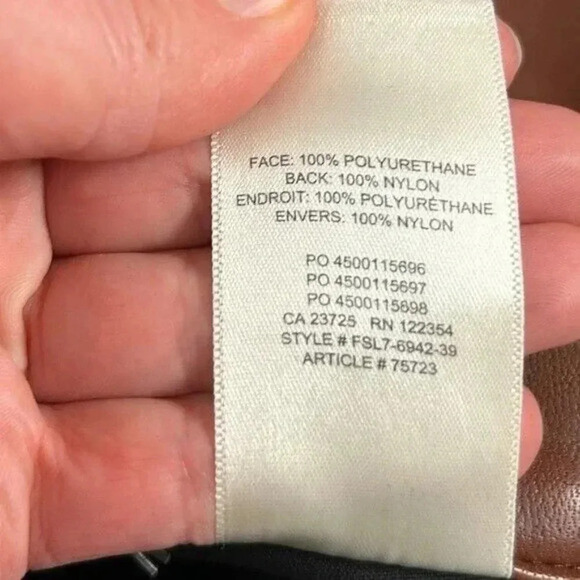 FACE: 100% POLYURETHANE
BACK: 100% NYLON
ENDROIT: 100% POLYURÉTHANE
ENVERS: 100% NYLON
PO 4500115696
PO 4500115697
PO 4500115698
CA 23725 RN 122354
STYLE # FSL7-6942-39
ARTICLE # 75723